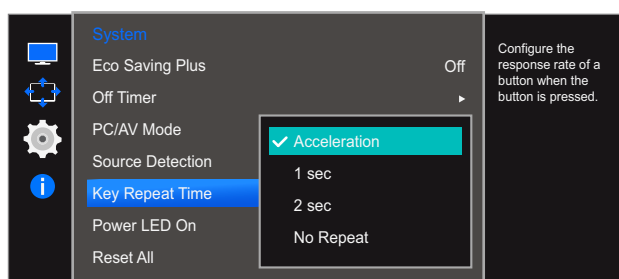 System
Eco Saving Plus Off
Off Timer
PC/AV Mode
Source Detection
Key Repeat Time
Power LED On
Reset All
Acceleration
1 sec
2 sec
No Repeat
Configure the
response rate of a
button when the
button is pressed.